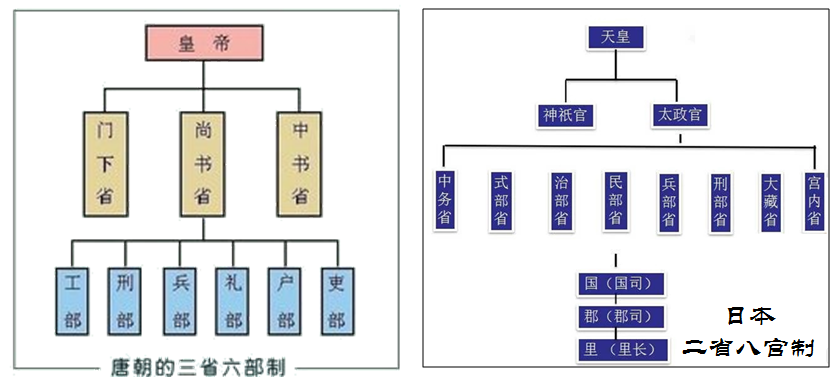 皇帝
门下省
尚书省
中书省
工部
刑部
兵部
礼部
户部
吏部
唐朝的三省六部制
天皇
神祇官
太政官
中务省
式部省
治部省
民部省
兵部省
刑部省
大藏省
宫内省
国（国司）
郡（郡司）
里（里长）
日本
二省八宫制